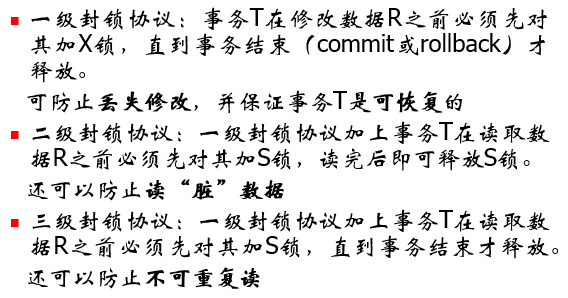 一级封锁协议：事务T在修改数据R之前必须先对
其加X锁，直到事务结束（commit或rollback）才
释放。
可防止丢失修改，并保证事务T是可恢复的
二级封锁协议：一级封锁协议加上事务T在读取数
据R之前必须先对其加S锁，读完后即可释放S锁。
还可以防止读“脏”数据
三级封锁协议：一级封锁协议加上事务T在读取数
据R之前必须先对其加S锁，直到事务结束才释放。
还可以防止不可重复读